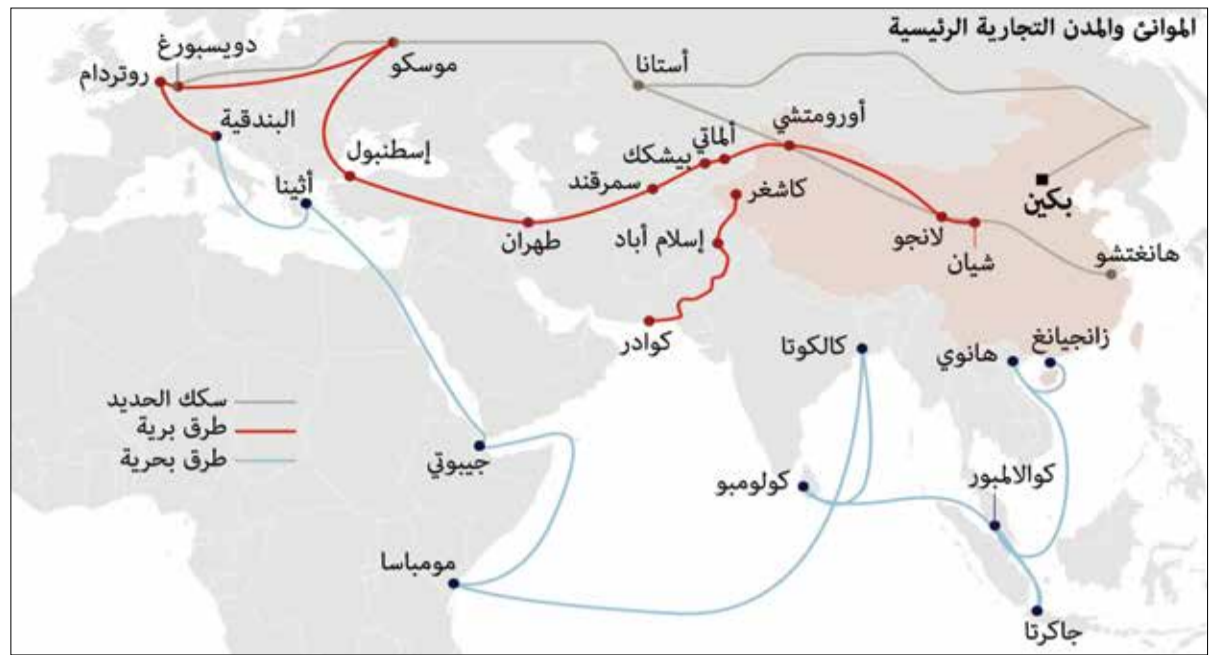 الموانئ والمدن التجارية الرئيسية
دويسبورغ
روتردام
موسكو
أستانا
البندقية
أورومتشي
ألماتي
بيشكك
إسطنبول
سمرقند
كاشغر
أثينا
بكين
طهران
إسلام أباد
لانجو
شيان
هانغتشو
كوادر
كالكوتا
هانوي
زانجيانغ
سكك الحديد
طرق برية
طرق بحرية
جيبوتي
كولومبو
كوالالمبور
مومباسا
جاكرتا